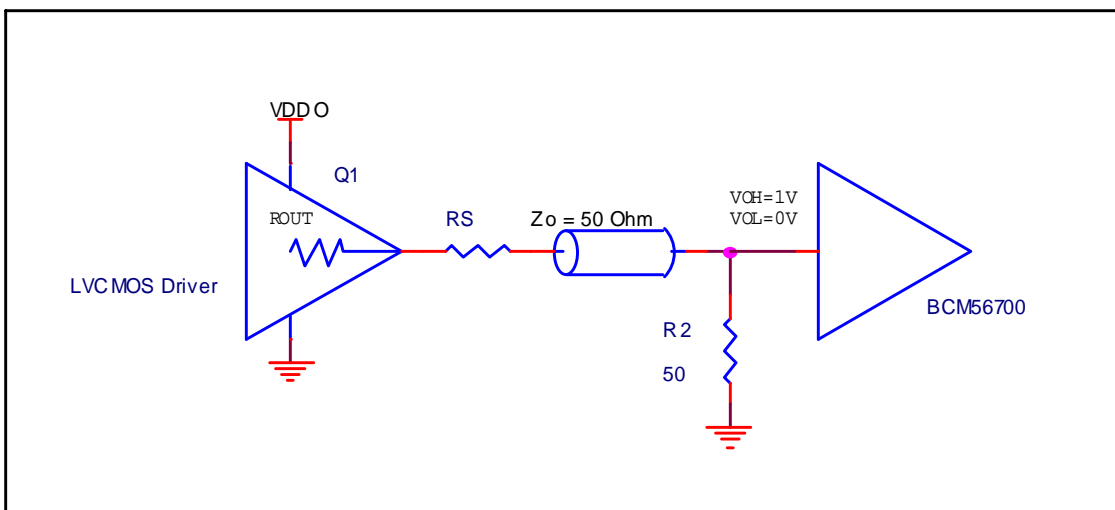 VDDO
Q1
ROUT
RS
Zo = 50 Ohm
VOH=1V
VOL=0V
LVCMOS Driver
BCM56700
R2
50